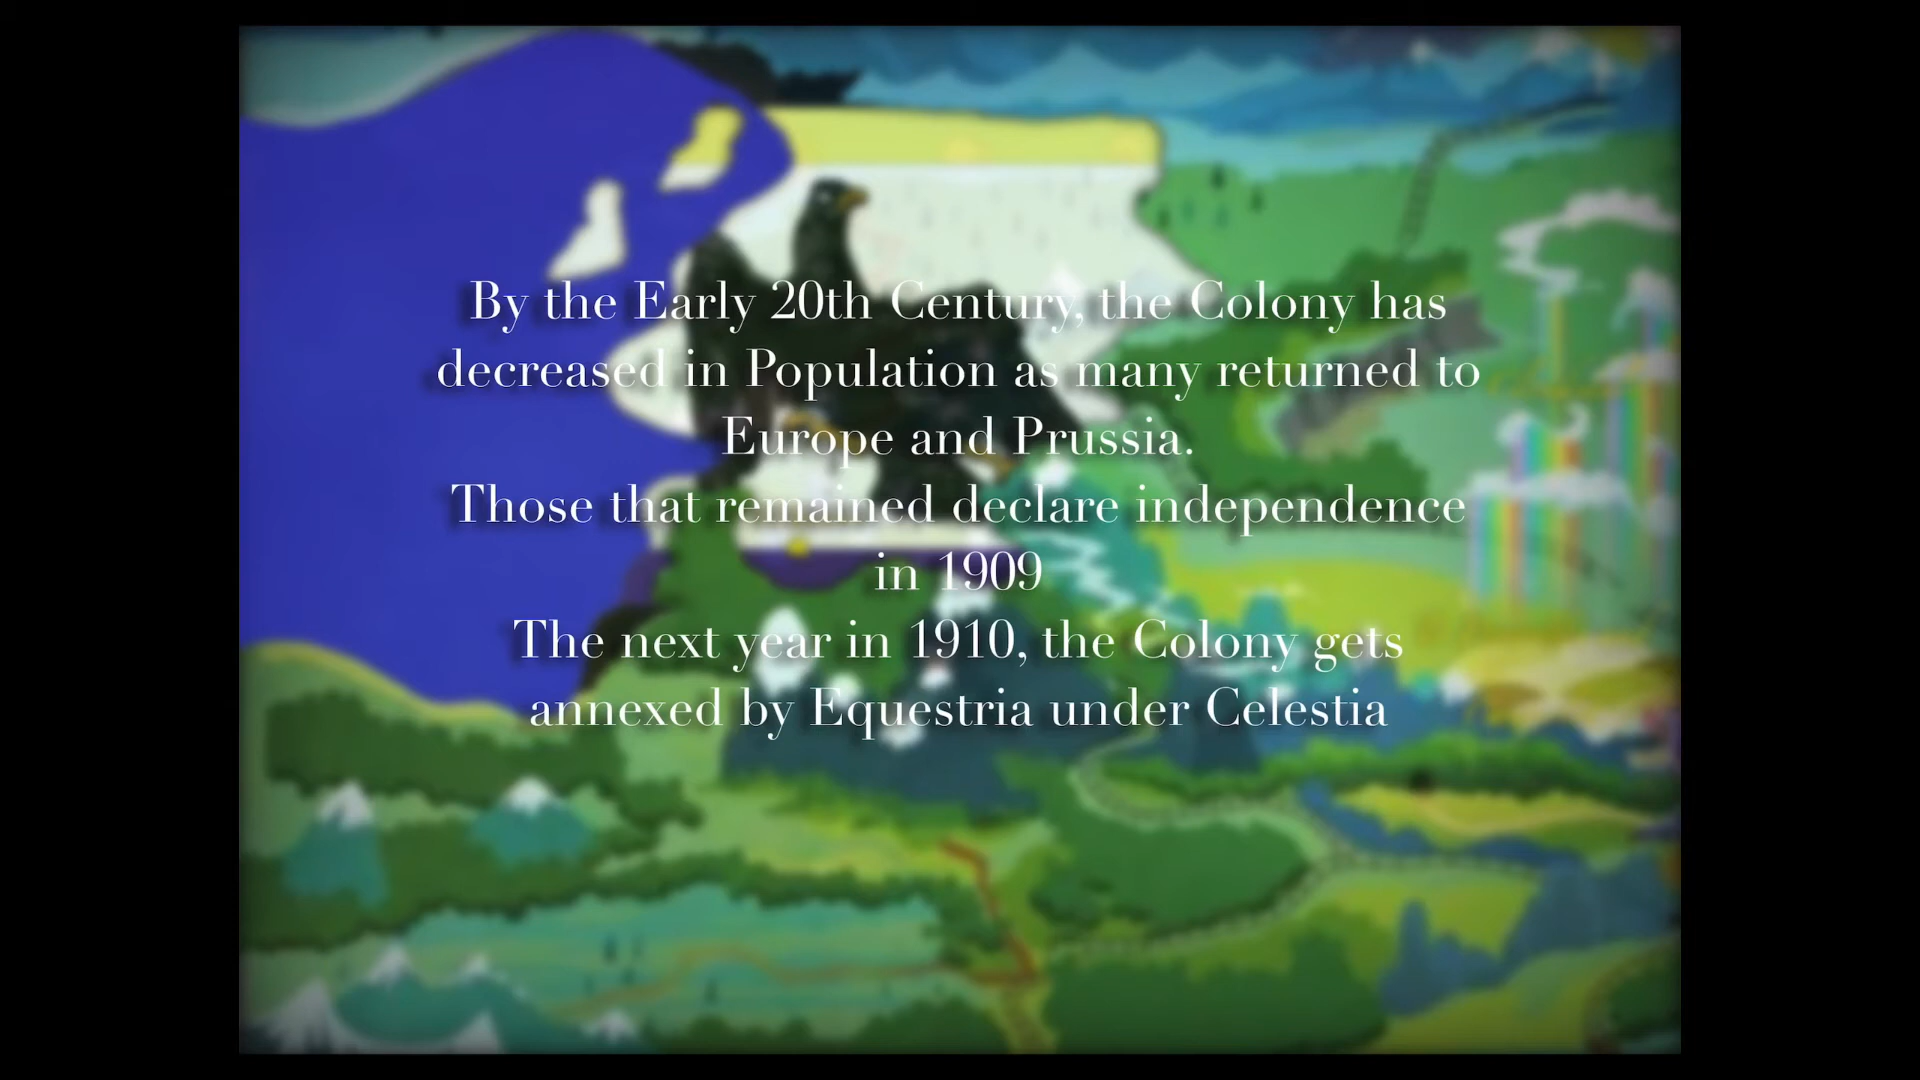 By the Early 20th Century, the Colony has
decreased in Population as many returned to
Europe and Prussia.
Those that remained declare independence
in 1909
The next year in 1910, the Colony gets
annexed by Equestria under Celestia